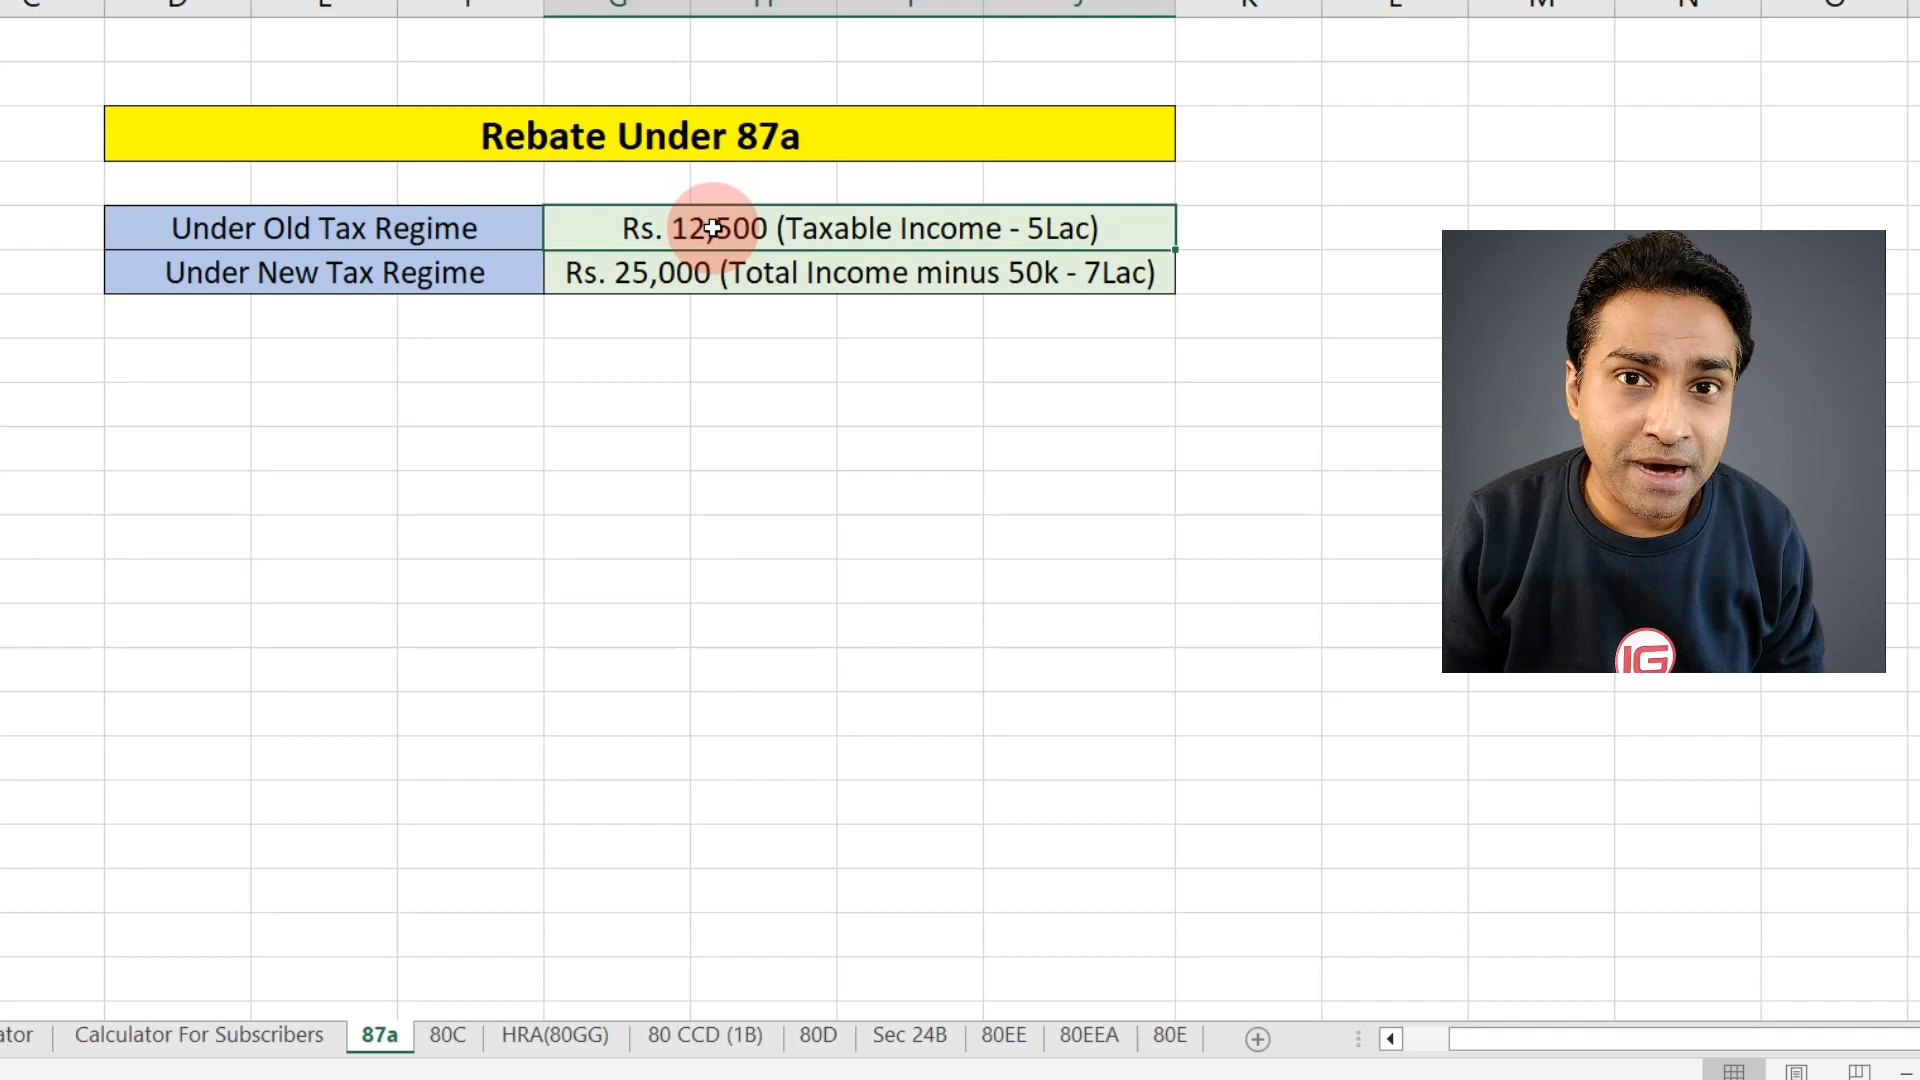 Rebate Under 87a
Under Old Tax Regime Rs. 12,500 (Taxable Income - 5Lac)
Under New Tax Regime Rs. 25,000 (Total Income minus 50k - 7Lac)
IG
ator Calculator For Subscribers 87a 80C HRA(80GG) 80 CCD (1B) 80D Sec 24B 80EE 80EEA 80E